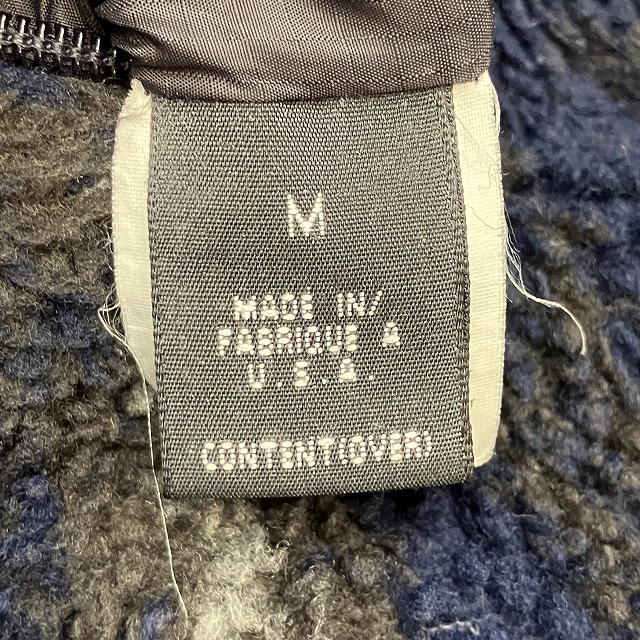 M
MADE IN/
FABRIQUE A
U.S.A.
CONTENT(OVER)